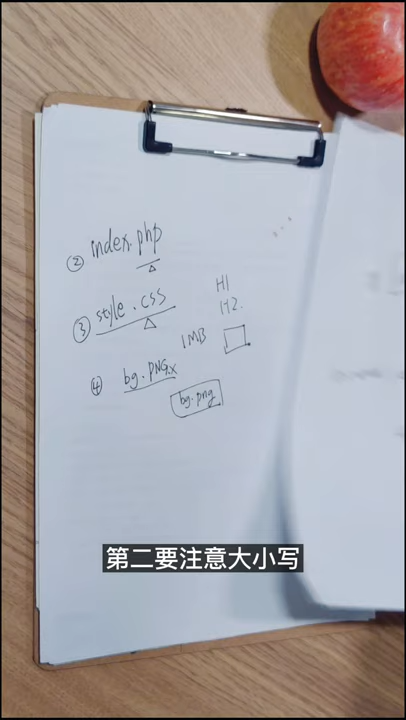 ② index.php
③ style.css
H1
H2.
1MB
④ bg.PNG.x
bg.png
第二要注意大小写